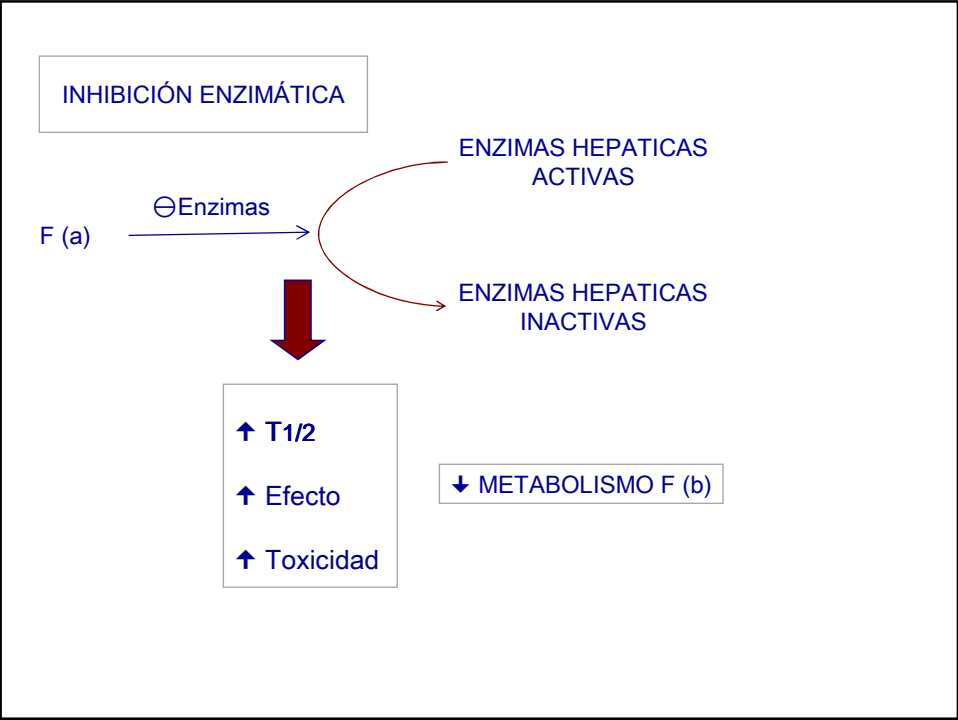 INHIBICIÓN ENZIMÁTICA
ENZIMAS HEPATICAS
ACTIVAS
⊖Enzimas
F (a)
ENZIMAS HEPATICAS
INACTIVAS
↑ T1/2
↑ Efecto
↑ Toxicidad
↓ METABOLISMO F (b)